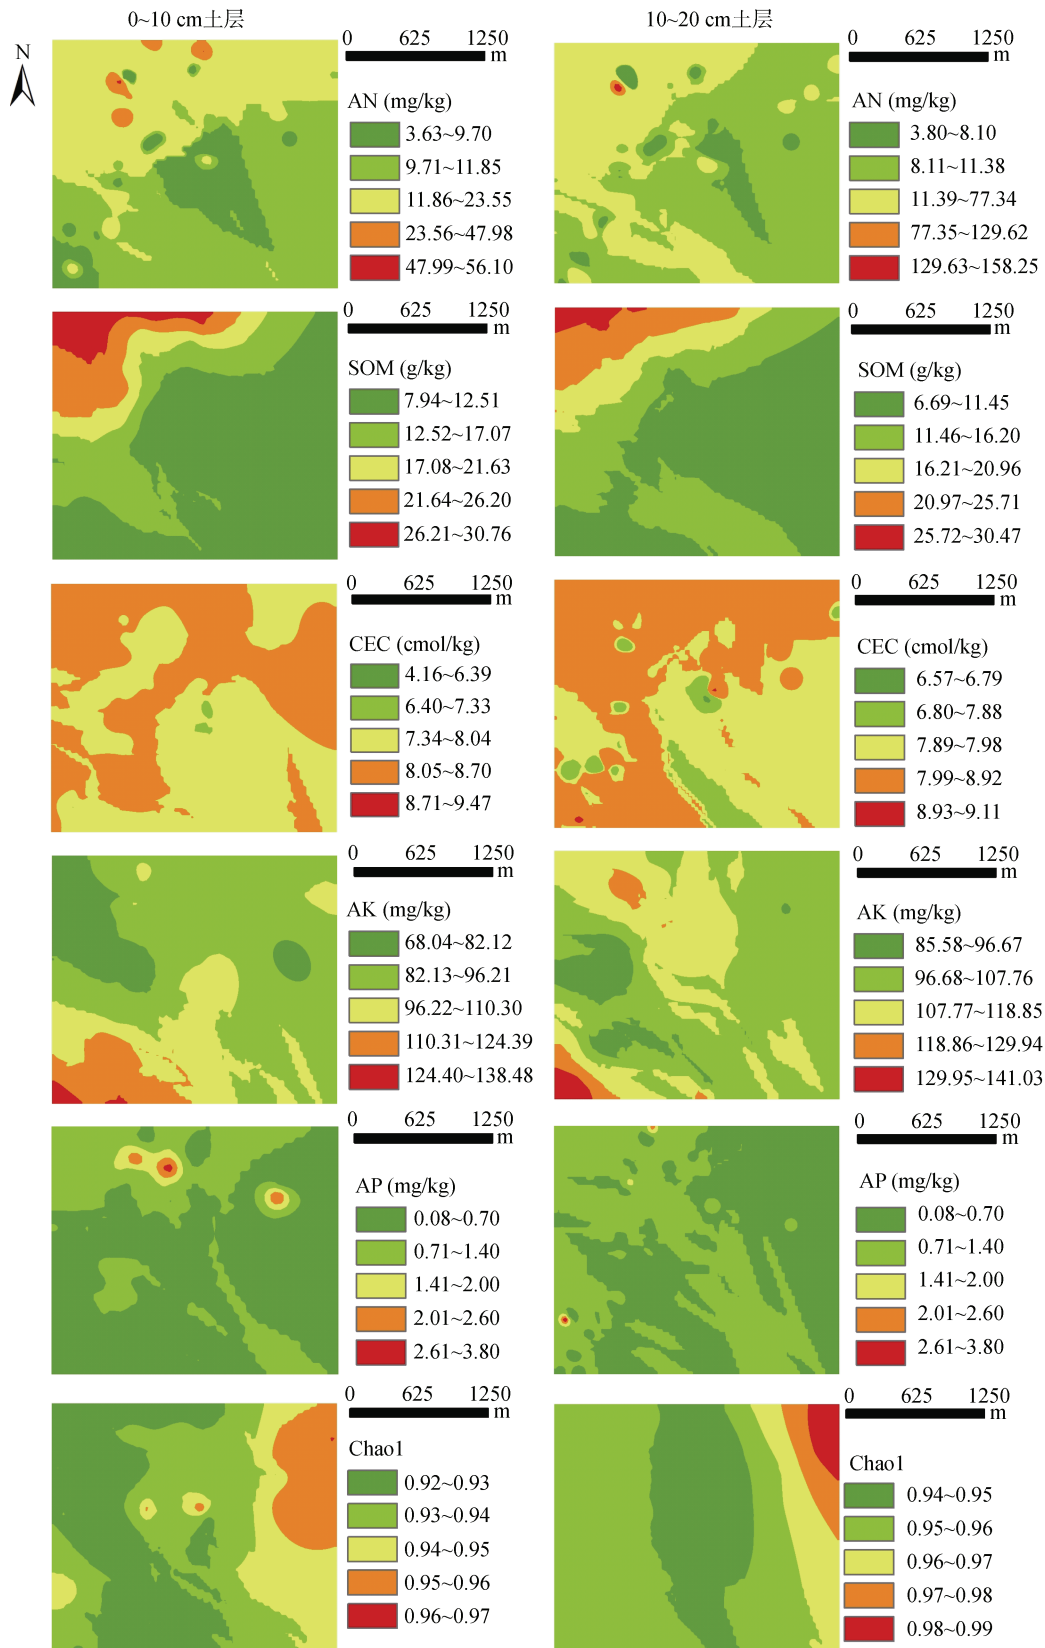 0~10 cm土层
10~20 cm土层
N
0 625 1250
m
AN (mg/kg)
3.63~9.70
9.71~11.85
11.86~23.55
23.56~47.98
47.99~56.10
0 625 1250
m
AN (mg/kg)
3.80~8.10
8.11~11.38
11.39~77.34
77.35~129.62
129.63~158.25
0 625 1250
m
SOM (g/kg)
7.94~12.51
12.52~17.07
17.08~21.63
21.64~26.20
26.21~30.76
0 625 1250
m
SOM (g/kg)
6.69~11.45
11.46~16.20
16.21~20.96
20.97~25.71
25.72~30.47
0 625 1250
m
CEC (cmol/kg)
4.16~6.39
6.40~7.33
7.34~8.04
8.05~8.70
8.71~9.47
0 625 1250
m
CEC (cmol/kg)
6.57~6.79
6.80~7.88
7.89~7.98
7.99~8.92
8.93~9.11
0 625 1250
m
AK (mg/kg)
68.04~82.12
82.13~96.21
96.22~110.30
110.31~124.39
124.40~138.48
0 625 1250
m
AK (mg/kg)
85.58~96.67
96.68~107.76
107.77~118.85
118.86~129.94
129.95~141.03
0 625 1250
m
AP (mg/kg)
0.08~0.70
0.71~1.40
1.41~2.00
2.01~2.60
2.61~3.80
0 625 1250
m
AP (mg/kg)
0.08~0.70
0.71~1.40
1.41~2.00
2.01~2.60
2.61~3.80
0 625 1250
m
Chao1
0.92~0.93
0.93~0.94
0.94~0.95
0.95~0.96
0.96~0.97
0 625 1250
m
Chao1
0.94~0.95
0.95~0.96
0.96~0.97
0.97~0.98
0.98~0.99